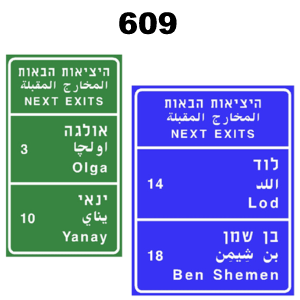 609
היציאות הבאות
المخارج المقبلة
NEXT EXITS
אולגה
اولچا
3
Olga
ינאי
يناي
10
Yanay
היציאות הבאות
المخارج المقبلة
NEXT EXITS
לוד
اللد
14
Lod
בן שמן
بن شيمن
18
Ben Shemen